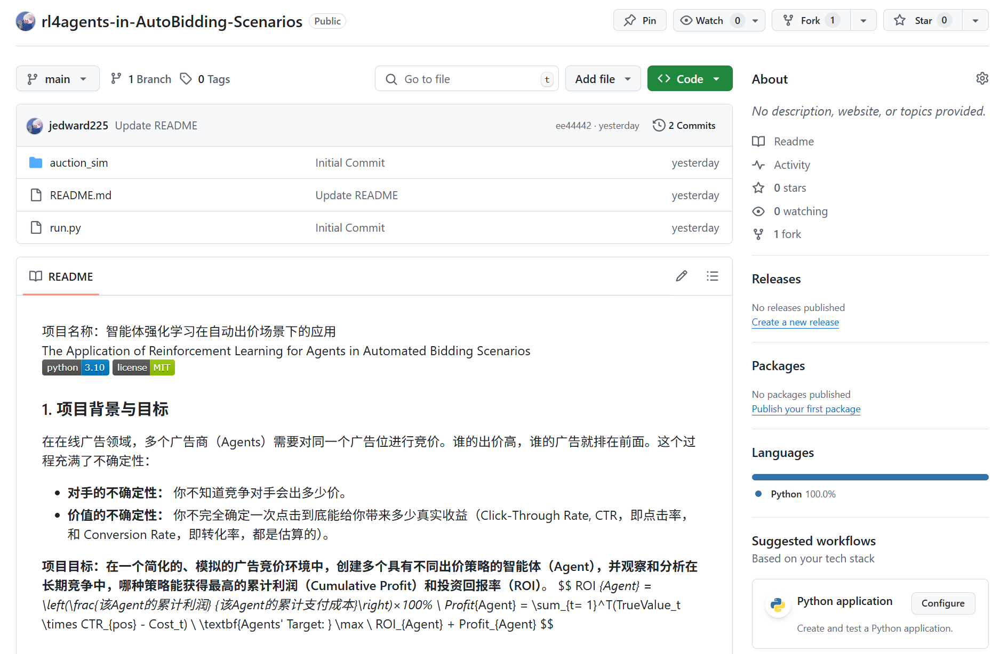 rl4agents-in-AutoBidding-Scenarios Public
Pin
Watch 0
Fork 1
Star 0
main
1 Branch
0 Tags
Go to file t
Add file
Code
jedward225 Update README
ee44442 · yesterday
2 Commits
auction_sim Initial Commit yesterday
README.md Update README yesterday
run.py Initial Commit yesterday
README
项目名称：智能体强化学习在自动出价场景下的应用
The Application of Reinforcement Learning for Agents in Automated Bidding Scenarios
python 3.10 license MIT
1. 项目背景与目标
在在线广告领域，多个广告商（Agents）需要对同一个广告位进行竞价。谁的出价高，谁的广告就排在前面。这个过
程充满了不确定性：
• 对手的不确定性： 你不知道竞争对手会出多少价。
• 价值的不确定性： 你不完全确定一次点击到底能给你带来多少真实收益（Click-Through Rate, CTR，即点击率，
和 Conversion Rate，即转化率，都是估算的）。
项目目标：在一个简化的、模拟的广告竞价环境中，创建多个具有不同出价策略的智能体（Agent），并观察和分析在
长期竞争中，哪种策略能获得最高的累计利润（Cumulative Profit）和投资回报率（ROI）。 $$ ROI {Agent} =
\left(\frac{该Agent的累计利润} {该Agent的累计支付成本}\right)×100% \ Profit{Agent} = \sum_{t= 1}^T(TrueValue_t
\times CTR_{pos} - Cost_t) \ \textbf{Agents' Target: } \max \ ROI_{Agent} + Profit_{Agent} $$
About
No description, website, or topics provided.
Readme
Activity
0 stars
0 watching
1 fork
Releases
No releases published
Create a new release
Packages
No packages published
Publish your first package
Languages
Python 100.0%
Suggested workflows
Based on your tech stack
Python application
Configure
Create and test a Python application.